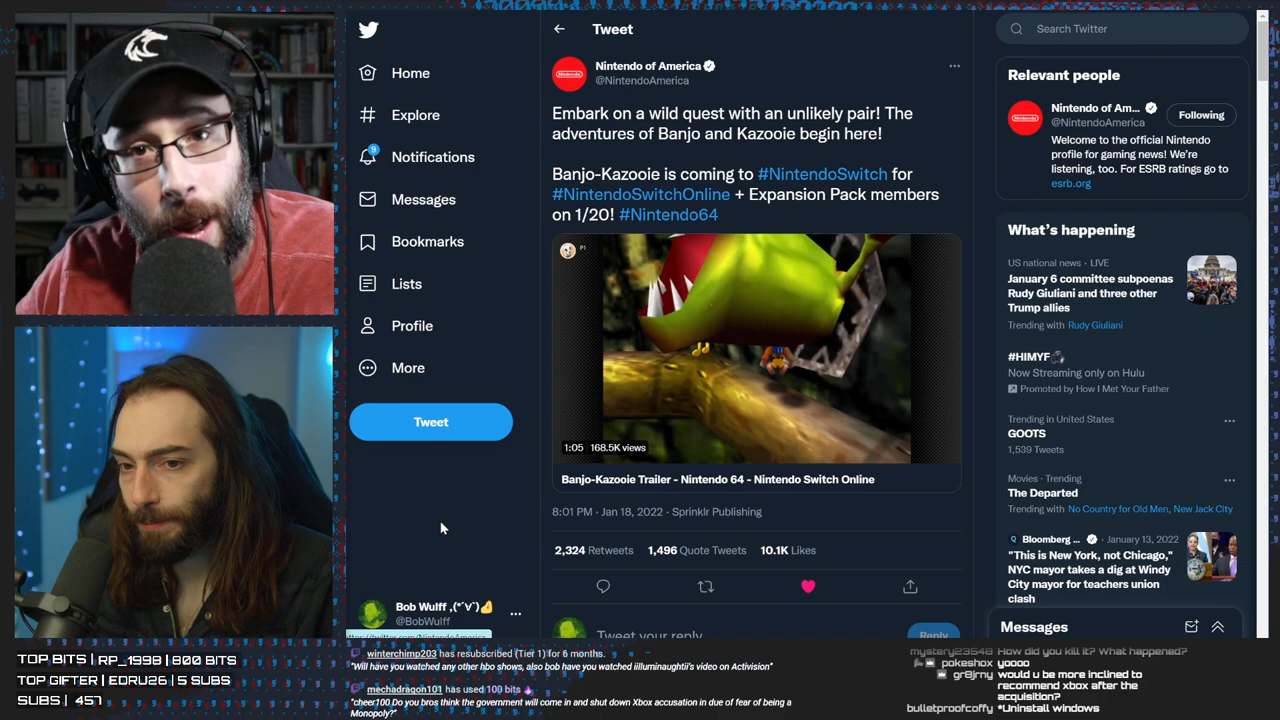 Home
Explore
9
Notifications
Messages
Bookmarks
Lists
Profile
More
Tweet
Bob Wulff ,(*´∀`)🤌
@BobWulff
Tweet
Nintendo of America
@NintendoAmerica
Embark on a wild quest with an unlikely pair! The
adventures of Banjo and Kazooie begin here!
Banjo-Kazooie is coming to #NintendoSwitch for
#NintendoSwitchOnline + Expansion Pack members
on 1/20! #Nintendo64
1:05 168.5K views
Banjo-Kazooie Trailer - Nintendo 64 - Nintendo Switch Online
8:01 PM · Jan 18, 2022 · Sprinklr Publishing
2,324 Retweets 1,496 Quote Tweets 10.1K Likes
Tweet your reply
Reply
Search Twitter
Relevant people
Nintendo of Am...
@NintendoAmerica
Following
Welcome to the official Nintendo
profile for gaming news! We're
listening, too. For ESRB ratings go to
esrb.org
What's happening
US national news · LIVE
January 6 committee subpoenas
Rudy Giuliani and three other
Trump allies
Trending with Rudy Giuliani
#HIMYF
Now Streaming only on Hulu
Promoted by How I Met Your Father
Trending in United States
GOOTS
1,539 Tweets
Movies · Trending
The Departed
Trending with No Country for Old Men, New Jack City
Bloomberg ... · January 13, 2022
"This is New York, not Chicago,"
NYC mayor takes a dig at Windy
City mayor for teachers union
clash
Messages
TOP BITS | RP_1998 | 800 BITS
TOP GIFTER | EDRU26 | 5 SUBS
SUBS | 457
https://twitter.com/NintendoAmerica
winterchimp203 has resubscribed (Tier 1) for 6 months.
"Will have you watched any other hbo shows, also bob have you watched illuminaughtii's video on Activision"
mechadragon101 has used 100 bits
"cheer100 Do you bros think the government will come in and shut down Xbox accusation in due of fear of being a
Monopoly?"
mystery23548 How did you kill it? What happened?
pokeshox yoooo
gr8jrny would u be more inclined to
recommend xbox after the
acquisition?
bulletproofcoffy *Uninstall windows